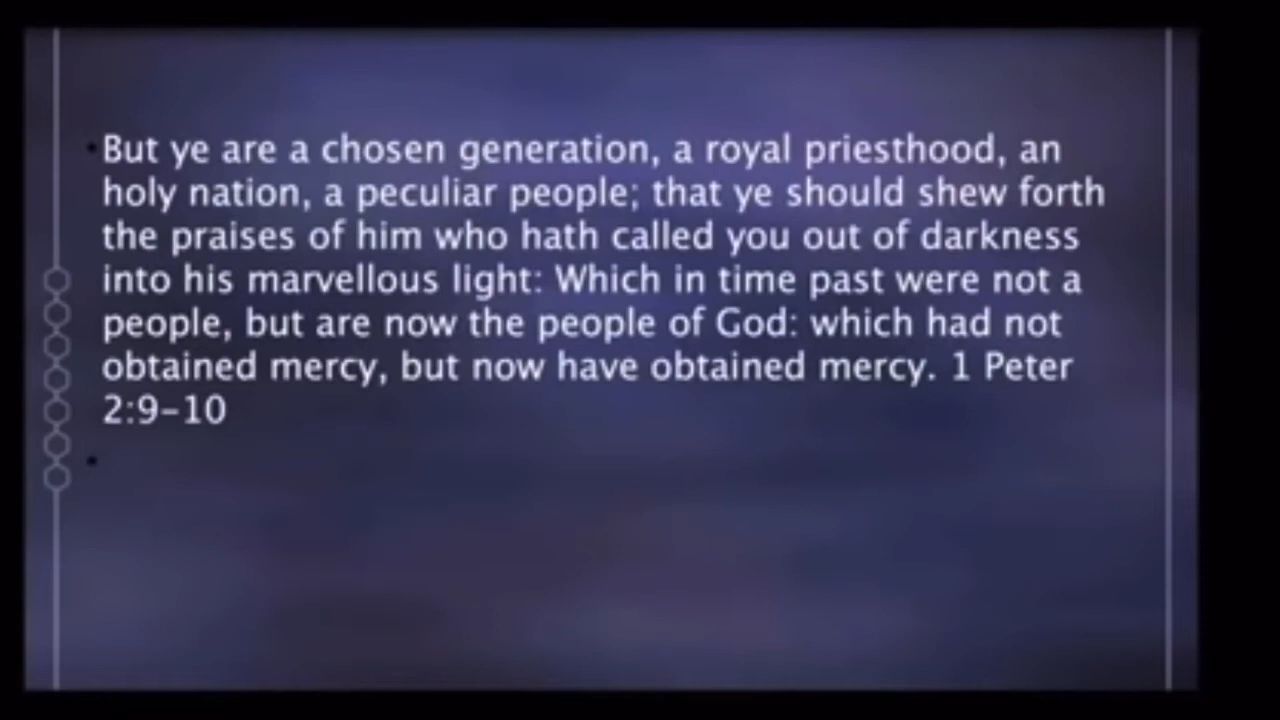 But ye are a chosen generation, a royal priesthood, an
holy nation, a peculiar people; that ye should shew forth
the praises of him who hath called you out of darkness
into his marvellous light: Which in time past were not a
people, but are now the people of God: which had not
obtained mercy, but now have obtained mercy. 1 Peter
2:9-10